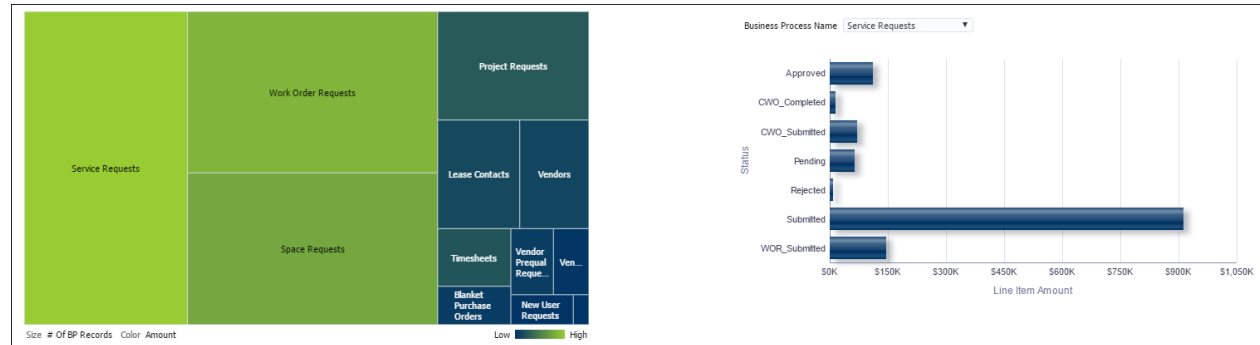 Service Requests
Work Order Requests
Space Requests
Project Requests
Lease Contacts
Vendors
Timesheets
Vendor
Prequal
Reque...
Ven...
Blanket
Purchase
Orders
New User
Requests
Size # Of BP Records Color Amount
Low High
Business Process Name Service Requests
Status
Approved
CWO_Completed
CWO_Submitted
Pending
Rejected
Submitted
WOR_Submitted
$0K $150K $300K $450K $600K $750K $900K $1,050K
Line Item Amount